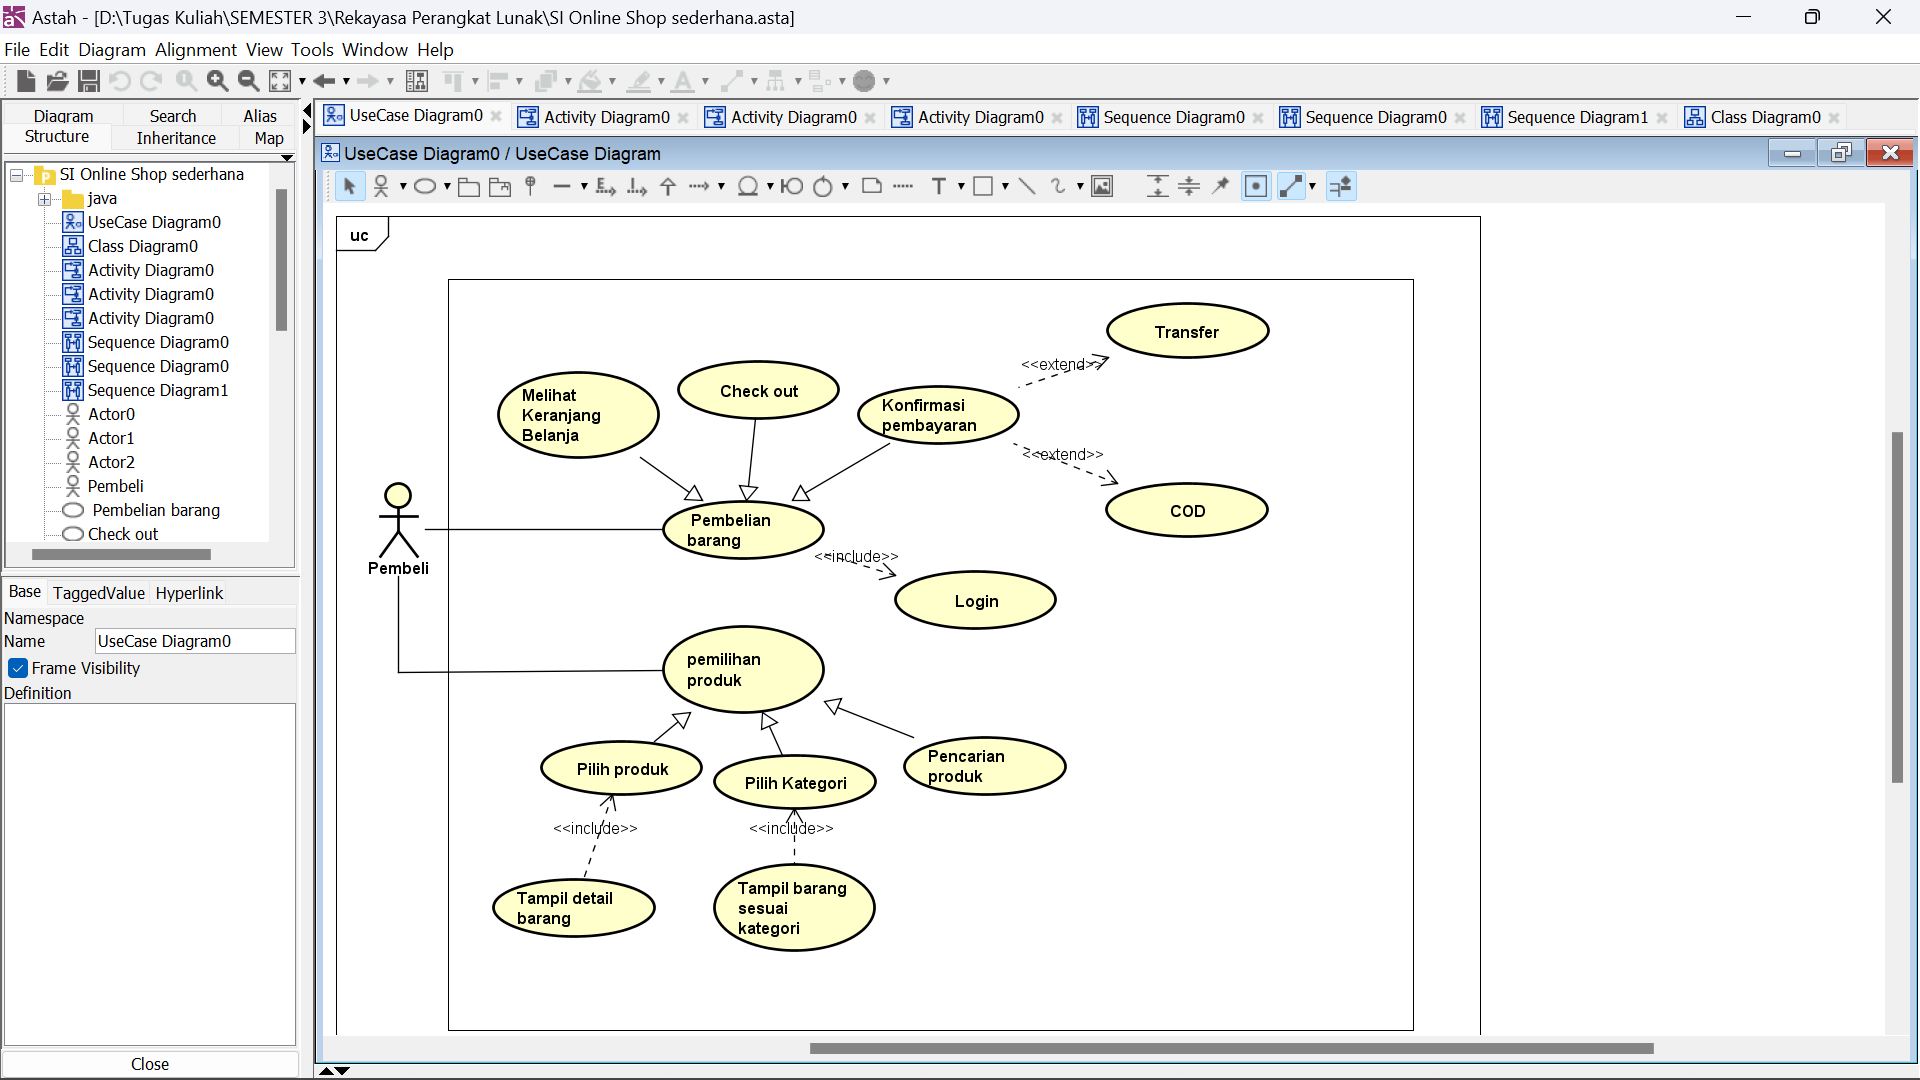 Astah - [D:\Tugas Kuliah\SEMESTER 3\Rekayasa Perangkat Lunak\SI Online Shop sederhana.asta]
File Edit Diagram Alignment View Tools Window Help
Diagram Search Alias
Structure Inheritance Map
SI Online Shop sederhana
java
UseCase Diagram0
Class Diagram0
Activity Diagram0
Activity Diagram0
Activity Diagram0
Sequence Diagram0
Sequence Diagram0
Sequence Diagram1
Actor0
Actor1
Actor2
Pembeli
Pembelian barang
Check out
Base TaggedValue Hyperlink
Namespace
Name UseCase Diagram0
Frame Visibility
Definition
Close
UseCase Diagram0 Activity Diagram0 Activity Diagram0 Activity Diagram0 Sequence Diagram0 Sequence Diagram0 Sequence Diagram1 Class Diagram0
UseCase Diagram0 / UseCase Diagram
uc
Transfer
<<extend>>
Melihat
Keranjang
Belanja
Check out
Konfirmasi
pembayaran
<<extend>>
COD
Pembelian
barang
<<include>>
Pembeli
Login
pemilihan
produk
Pilih produk
Pilih Kategori
Pencarian
produk
<<include>>
<<include>>
Tampil detail
barang
Tampil barang
sesuai
kategori